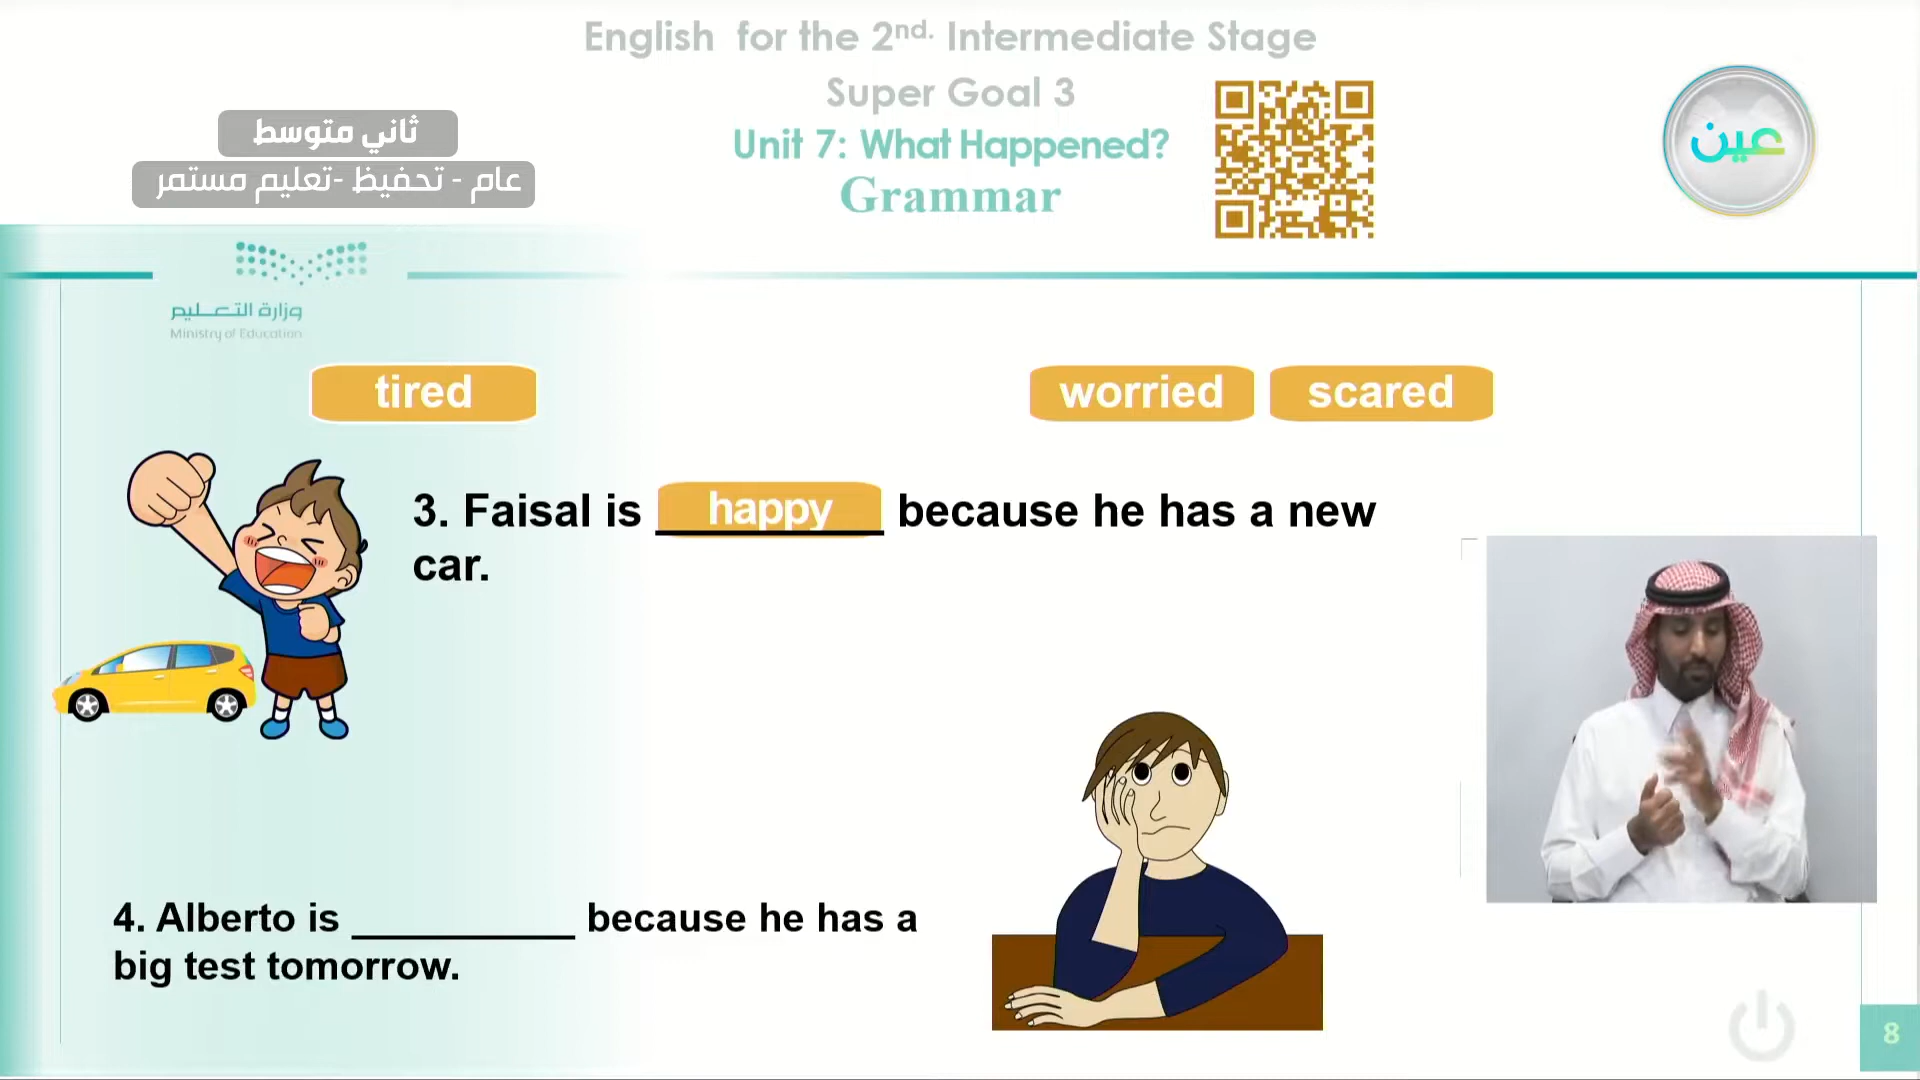 English for the 2nd. Intermediate Stage
Super Goal 3
Unit 7: What Happened?
Grammar
ثاني متوسط
عام - تحفيظ -تعليم مستمر
عين
وزارة التعليم
Ministry of Education
tired
worried
scared
3. Faisal is happy because he has a new
car.
4. Alberto is __________ because he has a
big test tomorrow.
8